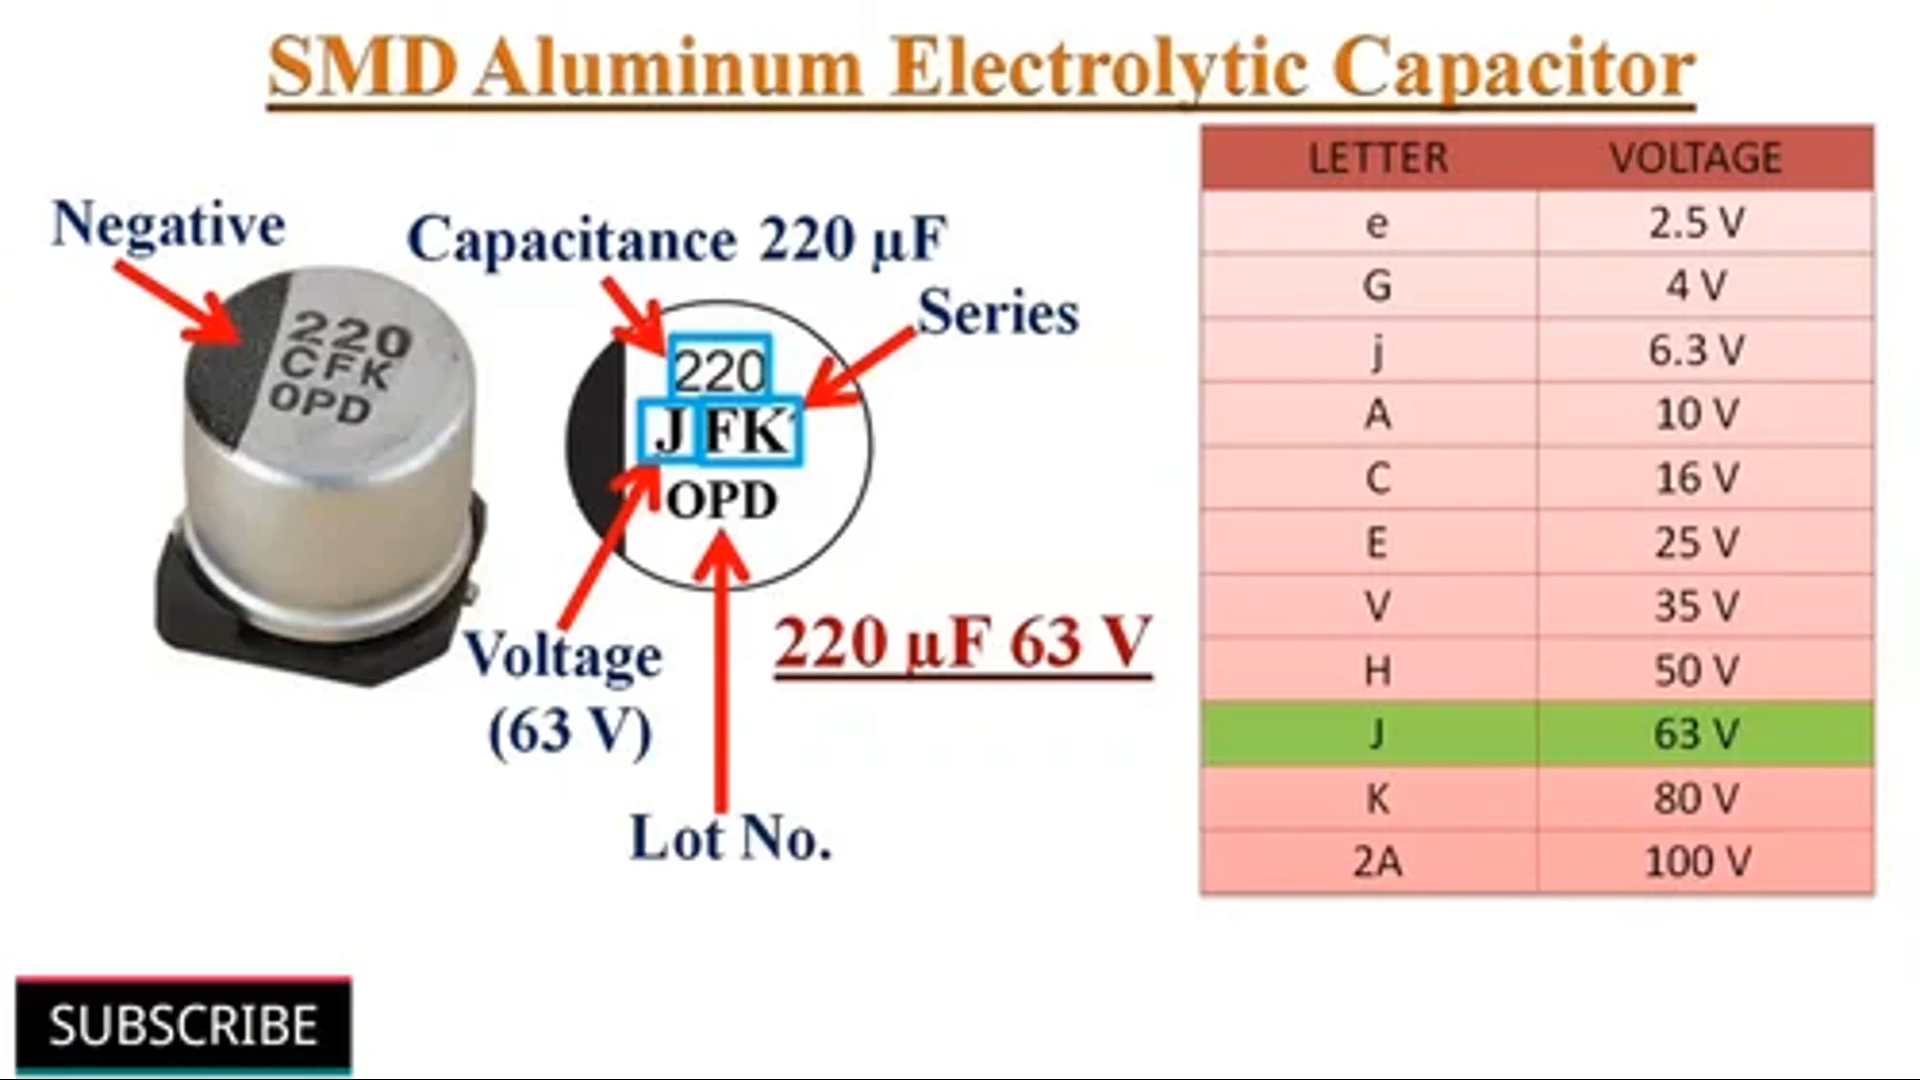 SMD Aluminum Electrolytic Capacitor
Negative
220
CFK
OPD
Capacitance 220 µF
Series
220
J FK
OPD
Voltage
(63 V)
Lot No.
220 µF 63 V
LETTER VOLTAGE
e 2.5 V
G 4 V
j 6.3 V
A 10 V
C 16 V
E 25 V
V 35 V
H 50 V
J 63 V
K 80 V
2A 100 V
SUBSCRIBE